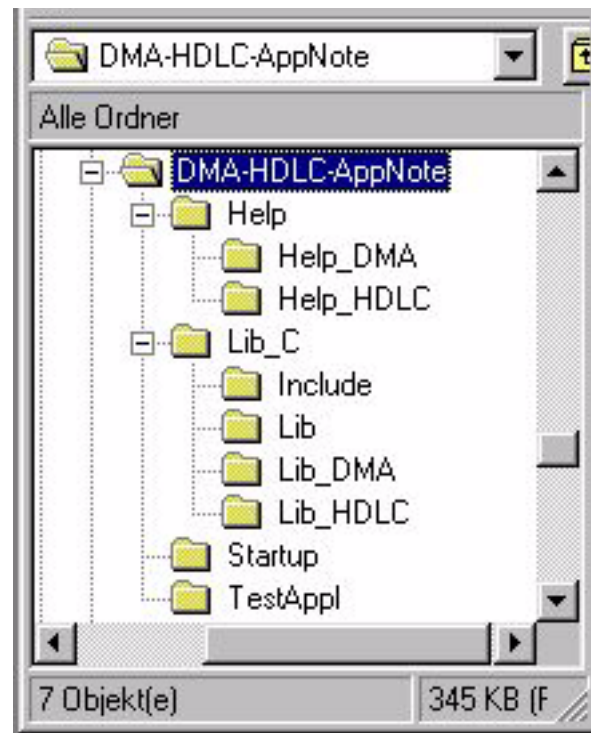 DMA-HDLC-AppNote
Alle Ordner
DMA-HDLC-AppNote
Help
Help_DMA
Help_HDLC
Lib_C
Include
Lib
Lib_DMA
Lib_HDLC
Startup
TestAppl
7 Objekt(e)
345 KB (F